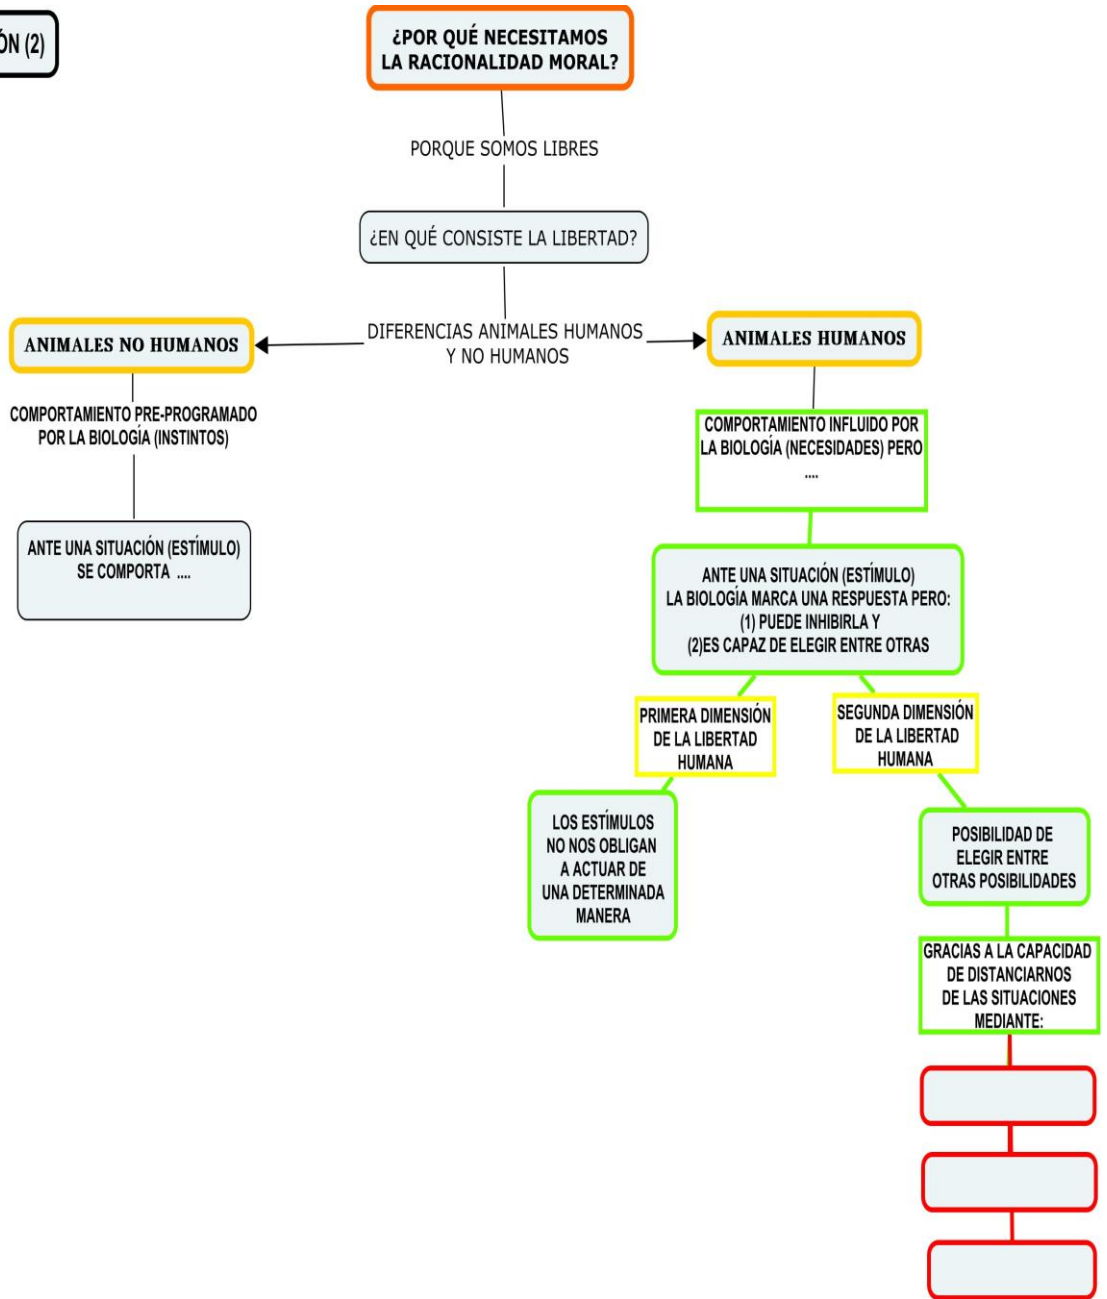 ÓN (2)
¿POR QUÉ NECESITAMOS
LA RACIONALIDAD MORAL?
PORQUE SOMOS LIBRES
¿EN QUÉ CONSISTE LA LIBERTAD?
DIFERENCIAS ANIMALES HUMANOS
Y NO HUMANOS
ANIMALES NO HUMANOS
COMPORTAMIENTO PRE-PROGRAMADO
POR LA BIOLOGÍA (INSTINTOS)
ANTE UNA SITUACIÓN (ESTÍMULO)
SE COMPORTA ....
ANIMALES HUMANOS
COMPORTAMIENTO INFLUIDO POR
LA BIOLOGÍA (NECESIDADES) PERO
....
ANTE UNA SITUACIÓN (ESTÍMULO)
LA BIOLOGÍA MARCA UNA RESPUESTA PERO:
(1) PUEDE INHIBIRLA Y
(2)ES CAPAZ DE ELEGIR ENTRE OTRAS
PRIMERA DIMENSIÓN
DE LA LIBERTAD
HUMANA
LOS ESTÍMULOS
NO NOS OBLIGAN
A ACTUAR DE
UNA DETERMINADA
MANERA
SEGUNDA DIMENSIÓN
DE LA LIBERTAD
HUMANA
POSIBILIDAD DE
ELEGIR ENTRE
OTRAS POSIBILIDADES
GRACIAS A LA CAPACIDAD
DE DISTANCIARNOS
DE LAS SITUACIONES
MEDIANTE: